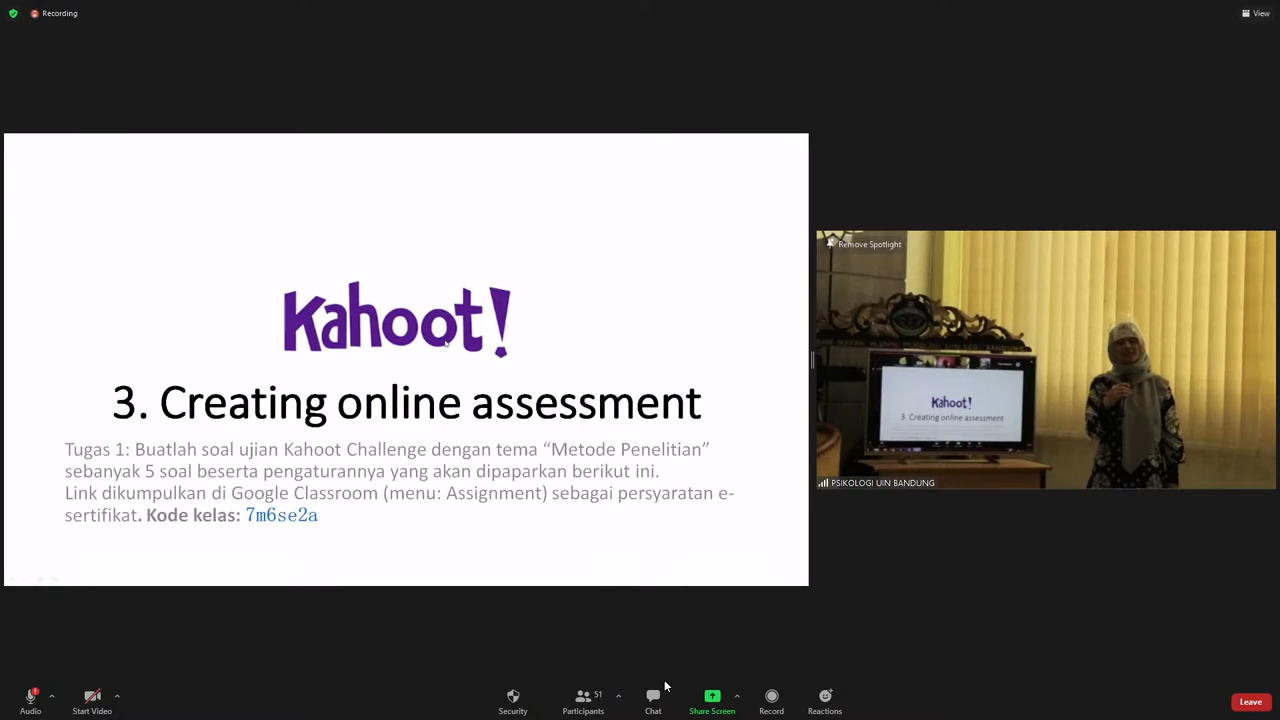 Recording
View
Kahoot!
3. Creating online assessment
Tugas 1: Buatlah soal ujian Kahoot Challenge dengan tema “Metode Penelitian”
sebanyak 5 soal beserta pengaturannya yang akan dipaparkan berikut ini.
Link dikumpulkan di Google Classroom (menu: Assignment) sebagai persyaratan e-
sertifikat. Kode kelas: 7m6se2a
Remove Spotlight
Kahoot!
3. Creating online assessment
PSIKOLOGI UIN BANDUNG
Audio
Start Video
Security
Participants
51
Chat
Share Screen
Record
Reactions
Leave